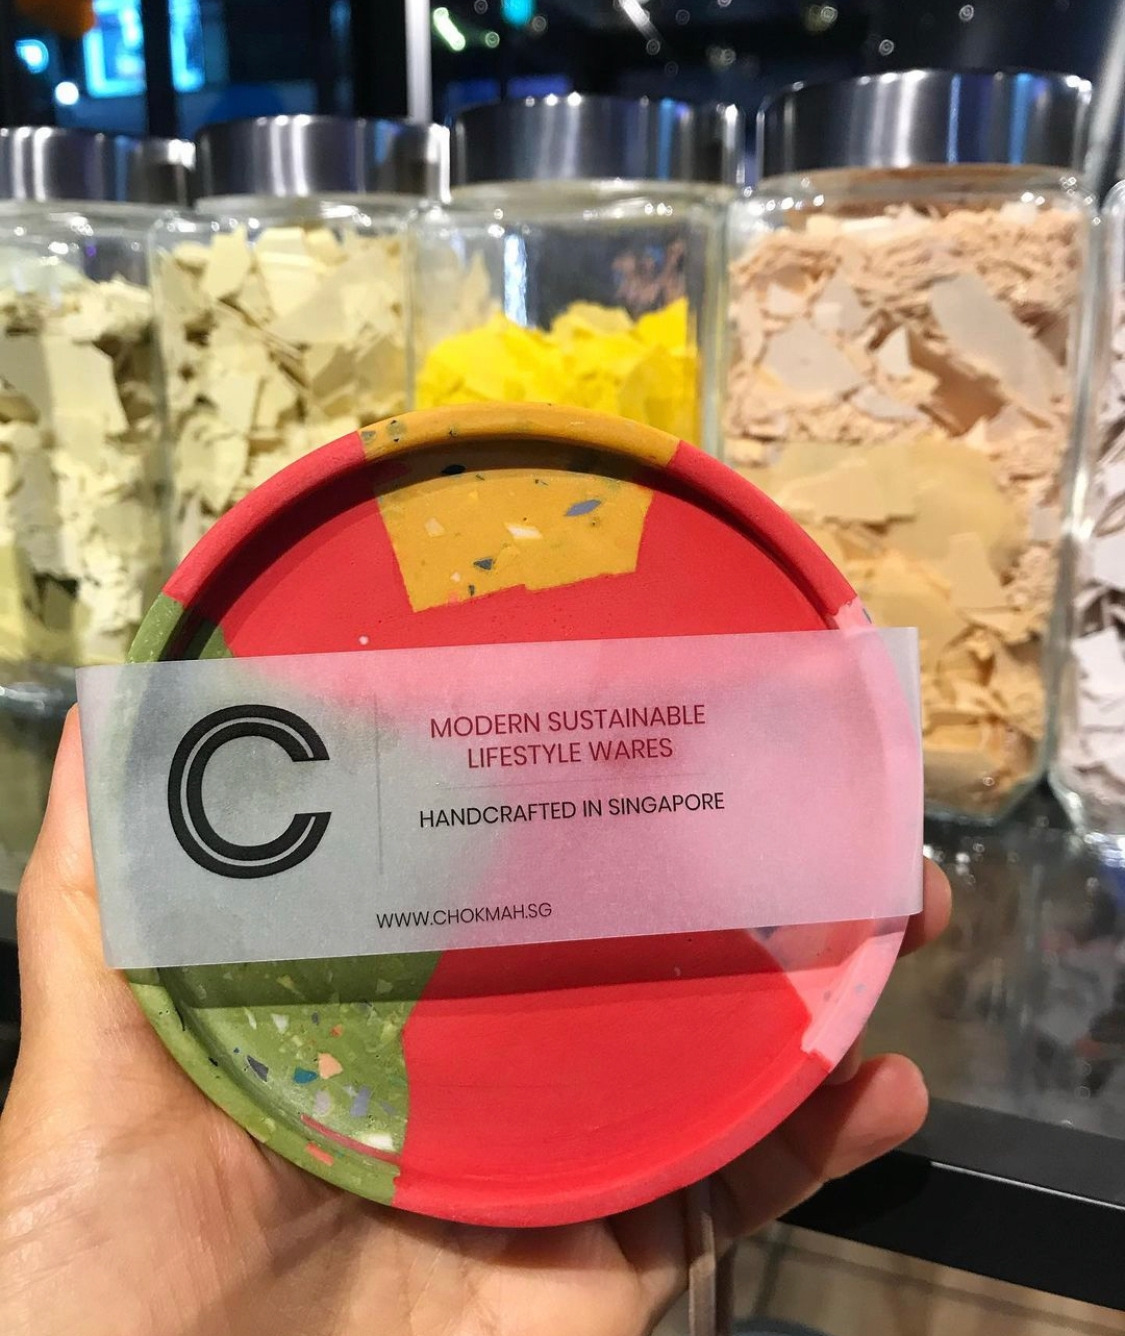 C
MODERN SUSTAINABLE
LIFESTYLE WARES
HANDCRAFTED IN SINGAPORE
WWW.CHOKMAH.SG